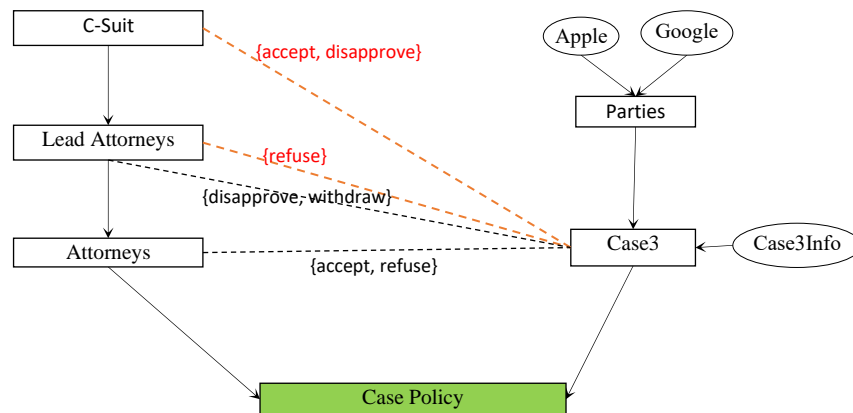 C-Suit
Apple
Google
{accept, disapprove}
Parties
Lead Attorneys
{refuse}
{disapprove, withdraw}
Attorneys
Case3
Case3Info
{accept, refuse}
Case Policy